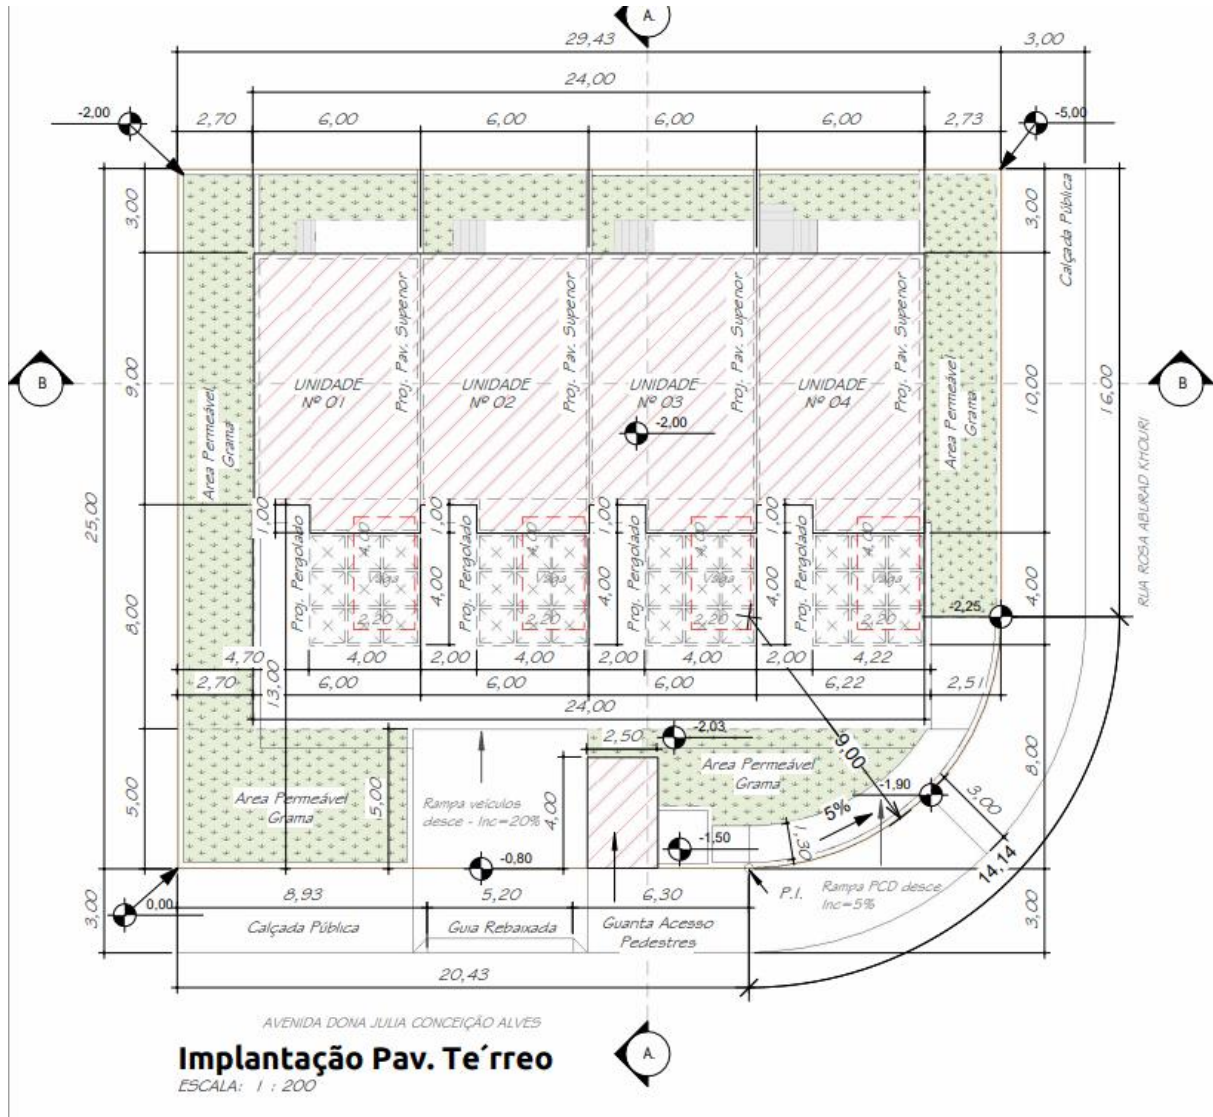 A.
29,43
3,00
24,00
-2,00
-5,00
2,70
6,00
6,00
6,00
6,00
2,73
3,00
3,00
Calçada Pública
Proj. Pav. Superior
Proj. Pav. Superior
Proj. Pav. Superior
Proj. Pav. Superior
B
9,00
UNIDADE
Nº 01
UNIDADE
Nº 02
UNIDADE
Nº 03
UNIDADE
Nº 04
10,00
16,00
B
Area Permeável
Grama
-2,00
Area Permeável
Grama
RUA ROSA ABURAD KHOURI
25,00
1,00
1,00
1,00
1,00
Proj. Pergolado
4,00
Vaga
2,20
4,00
Proj. Pergolado
4,00
Vaga
2,20
4,00
Proj. Pergolado
4,00
Vaga
2,20
4,00
Proj. Pergolado
4,00
Vaga
2,20
8,00
4,00
-2,25
4,70
4,00
2,00
4,00
2,00
4,00
2,00
4,22
2,70
13,00
6,00
6,00
6,00
6,22
2,51
24,00
2,50
-2,03
9,00
8,00
5,00
5,00
Area Permeável
Grama
Rampa veículos
desce - Inc=20%
4,00
Area Permeável
Grama
-1,90
5%
3,00
1,30
-1,50
14,14
-0,80
0,00
3,00
8,93
5,20
6,30
P.I.
Rampa PCD desce
Inc=5%
3,00
Calçada Pública
Guia Rebaixada
Guarita Acesso
Pedestres
20,43
AVENIDA DONA JULIA CONCEIÇÃO ALVES
A.
Implantação Pav. Te´rreo
ESCALA: 1 : 200